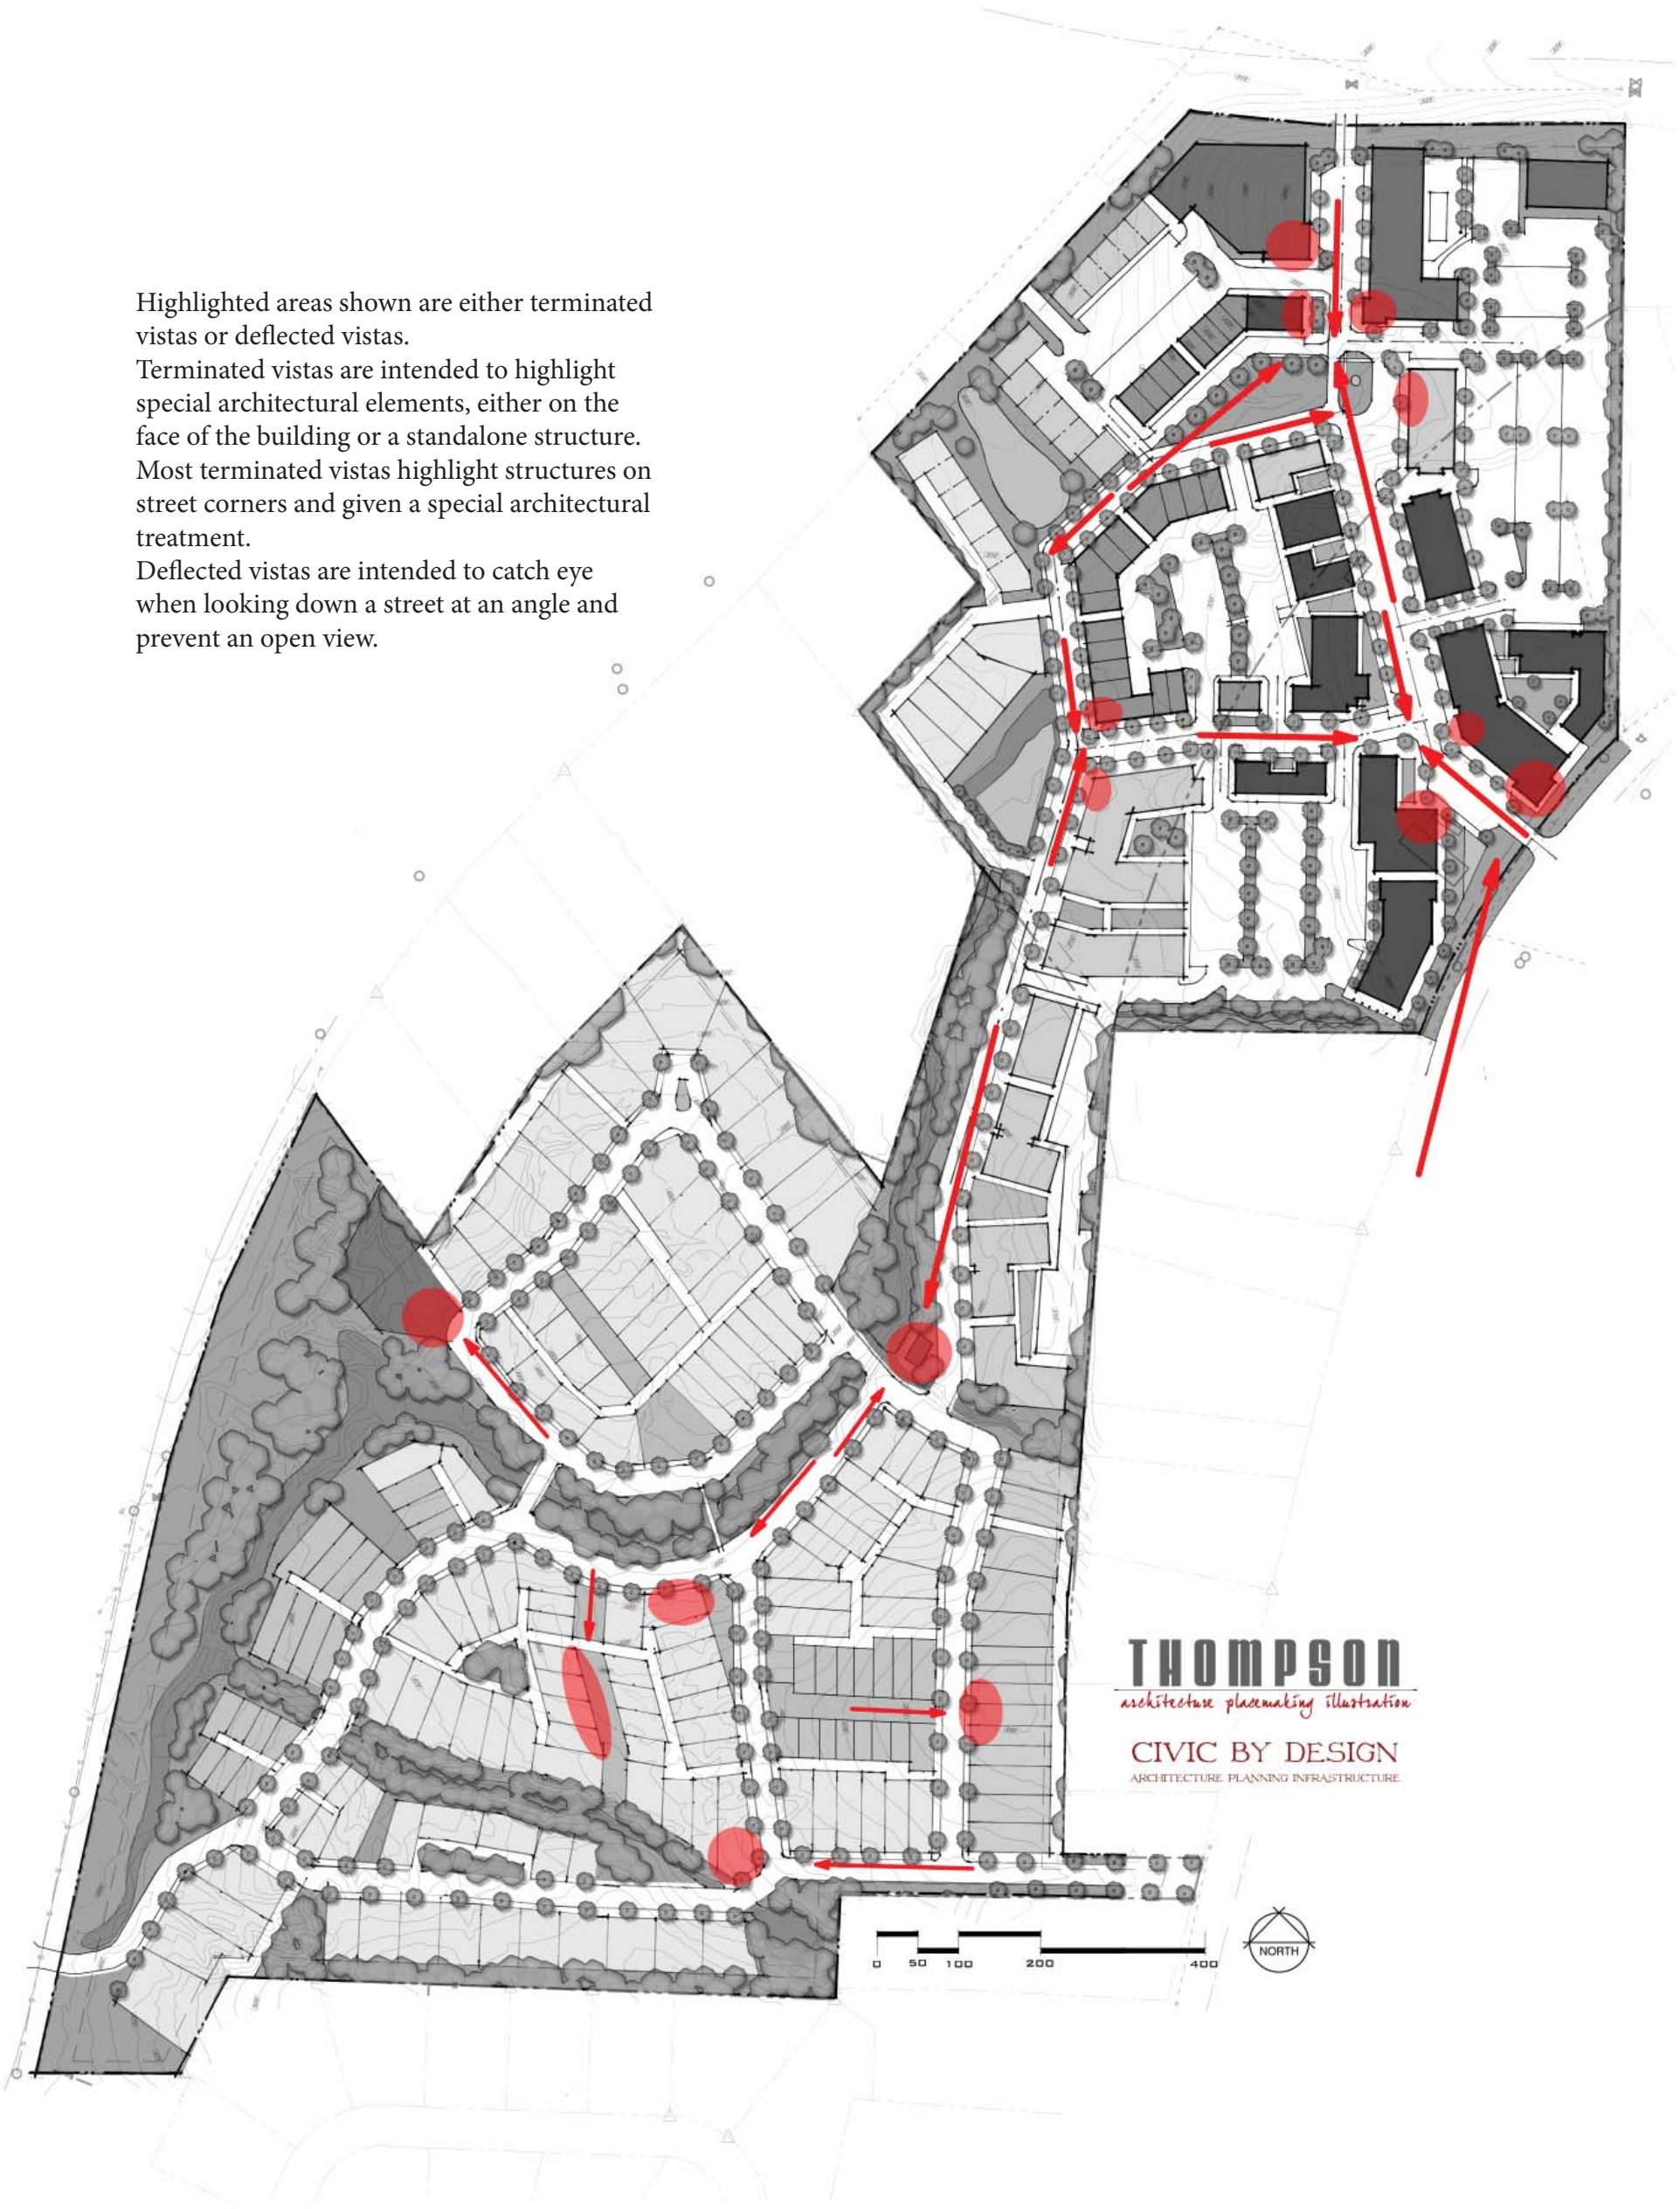 Highlighted areas shown are either terminated
vistas or deflected vistas.
Terminated vistas are intended to highlight
special architectural elements, either on the
face of the building or a standalone structure.
Most terminated vistas highlight structures on
street corners and given a special architectural
treatment.
Deflected vistas are intended to catch eye
when looking down a street at an angle and
prevent an open view.
THOMPSON
architecture placemaking illustration
CIVIC BY DESIGN
ARCHITECTURE PLANNING INFRASTRUCTURE
0 50 100 200 400
NORTH